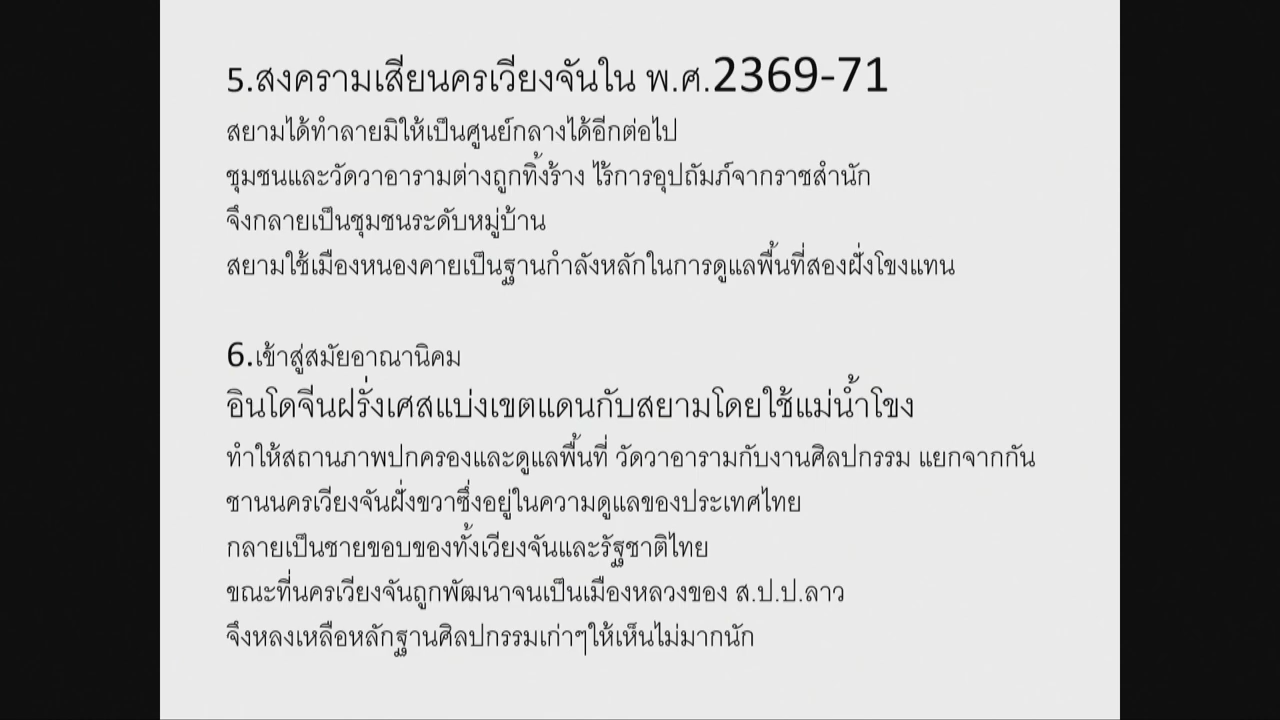 5.สงครามเสียนครเวียงจันใน พ.ศ.2369-71
สยามได้ทำลายมิให้เป็นศูนย์กลางได้อีกต่อไป
ชุมชนและวัดวาอารามต่างถูกทิ้งร้าง ไร้การอุปถัมภ์จากราชสำนัก
จึงกลายเป็นชุมชนระดับหมู่บ้าน
สยามใช้เมืองหนองคายเป็นฐานกำลังหลักในการดูแลพื้นที่สองฝั่งโขงแทน
6.เข้าสู่สมัยอาณานิคม
อินโดจีนฝรั่งเศสแบ่งเขตแดนกับสยามโดยใช้แม่น้ำโขง
ทำให้สถานภาพปกครองและดูแลพื้นที่ วัดวาอารามกับงานศิลปกรรม แยกจากกัน
ชานนครเวียงจันฝั่งขวาซึ่งอยู่ในความดูแลของประเทศไทย
กลายเป็นชายขอบของทั้งเวียงจันและรัฐชาติไทย
ขณะที่นครเวียงจันถูกพัฒนาจนเป็นเมืองหลวงของ ส.ป.ป.ลาว
จึงหลงเหลือหลักฐานศิลปกรรมเก่าๆให้เห็นไม่มากนัก